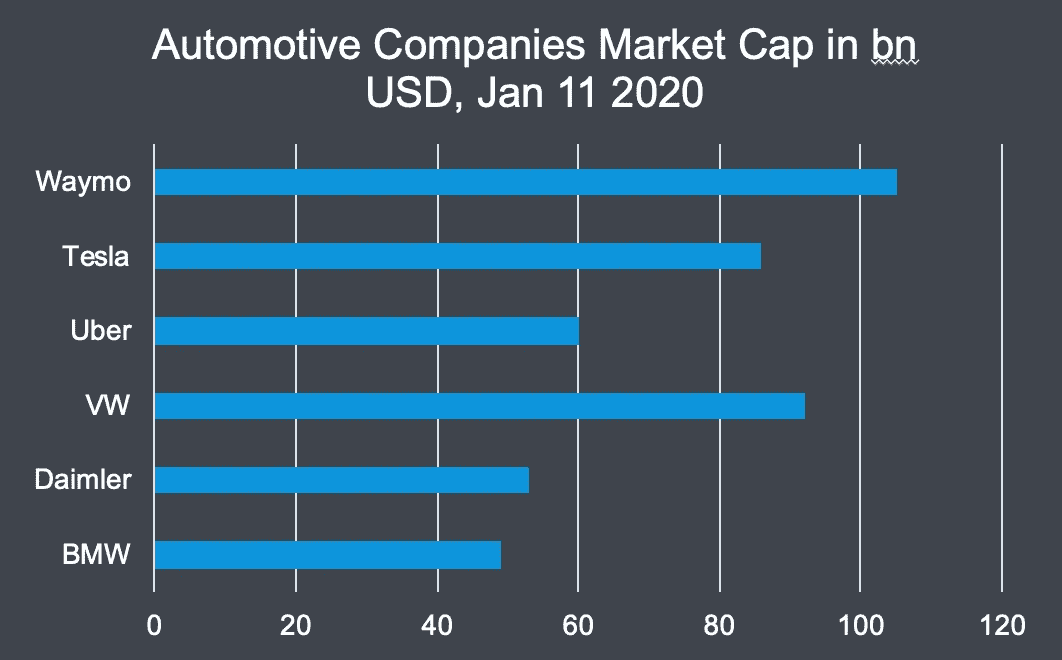 Automotive Companies Market Cap in bn
USD, Jan 11 2020
Waymo
Tesla
Uber
VW
Daimler
BMW
0 20 40 60 80 100 120